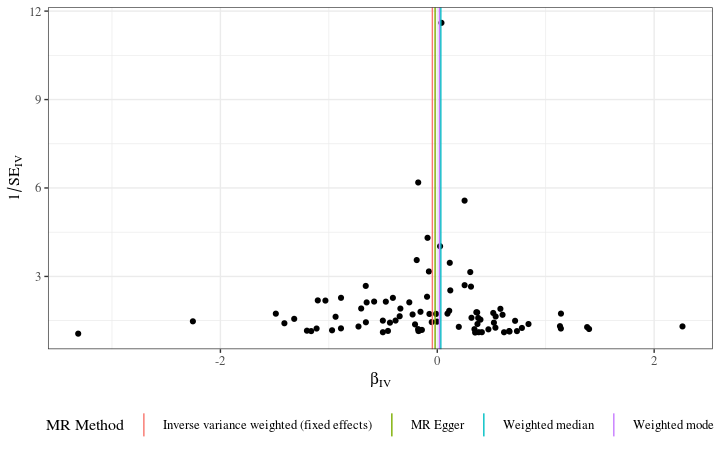 12
9
6
3
1/SE_IV
-2
0
2
β_IV
MR Method
Inverse variance weighted (fixed effects)
MR Egger
Weighted median
Weighted mode